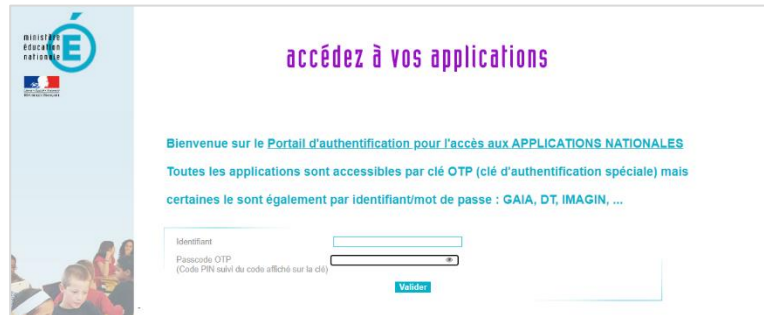 ministère
éducation
nationale
É
accédez à vos applications
Bienvenue sur le Portail d'authentification pour l'accès aux APPLICATIONS NATIONALES
Toutes les applications sont accessibles par clé OTP (clé d'authentification spéciale) mais
certaines le sont également par identifiant/mot de passe : GAIA, DT, IMAGIN, ...
Identifiant
Passcode OTP
(Code PIN suivi du code affiché sur la clé)
Valider